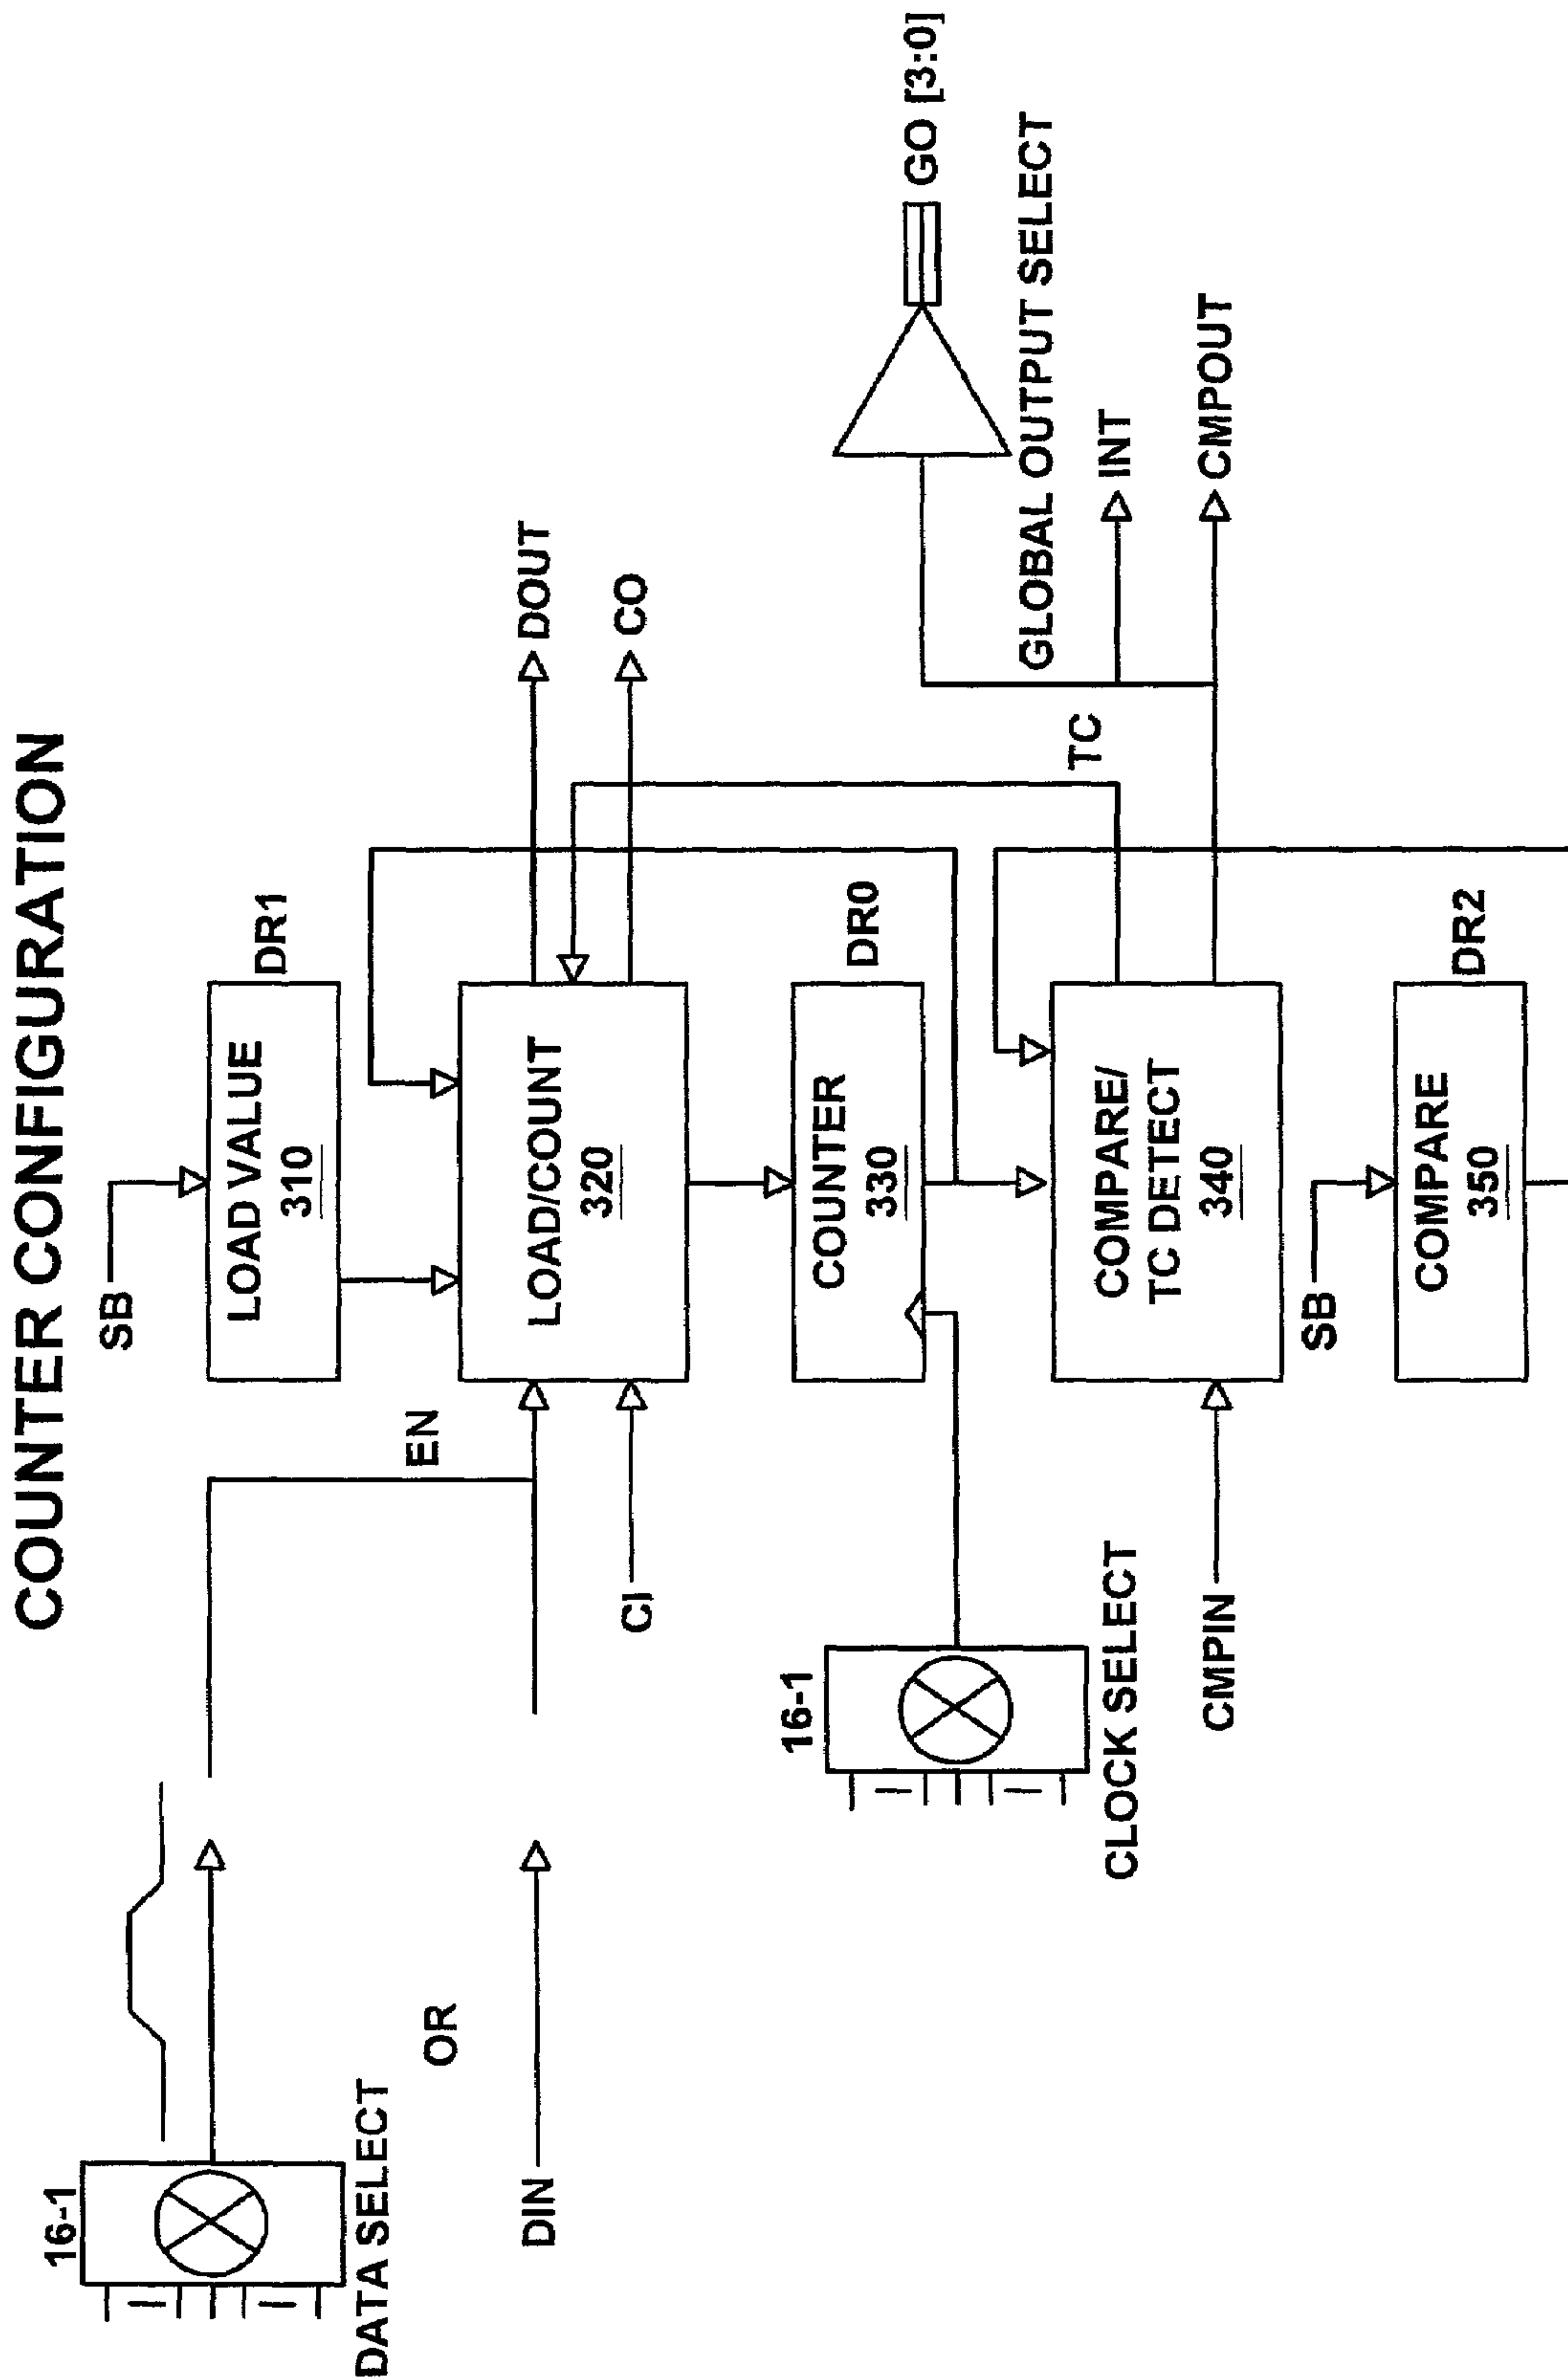 COUNTER CONFIGURATION
16-1
DATA SELECT
OR
DIN
EN
CI
SB
LOAD VALUE
310
DR1
LOAD/COUNT
320
DOUT
CO
16-1
CLOCK SELECT
COUNTER
330
DR0
CMPIN
COMPARE/
TC DETECT
340
TC
GO [3:0]
GLOBAL OUTPUT SELECT
INT
CMPOUT
SB
COMPARE
350
DR2